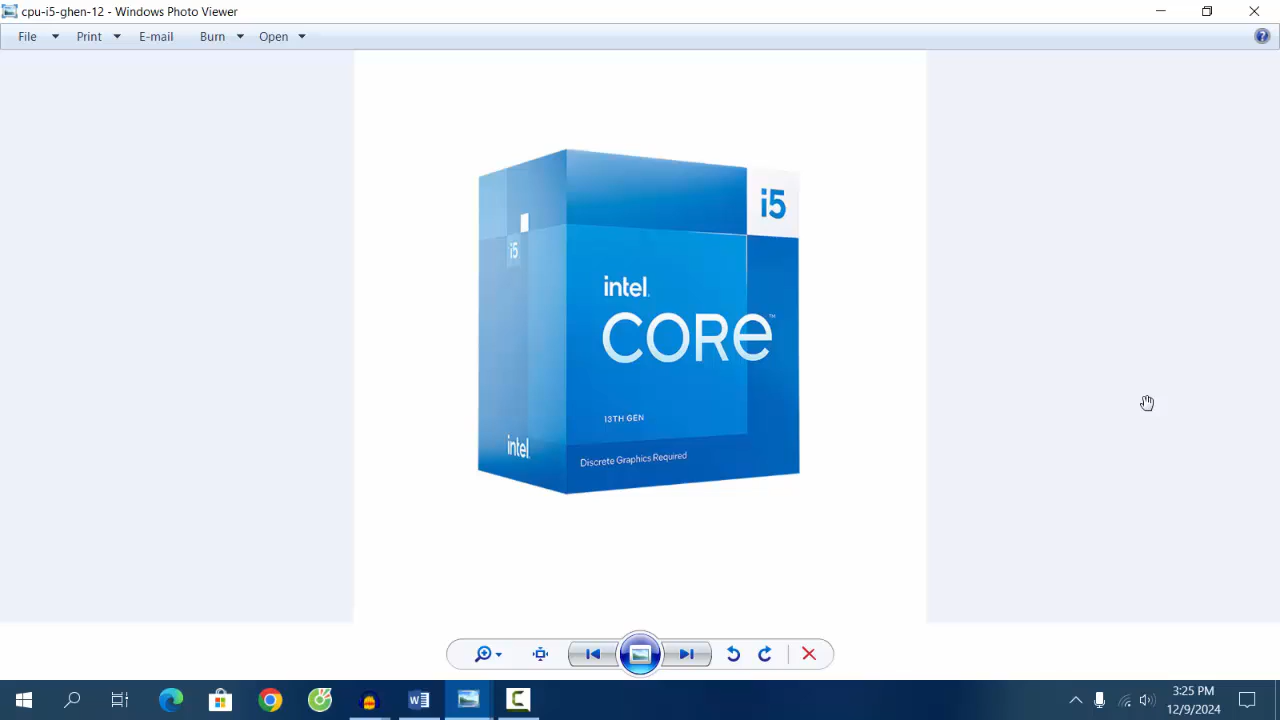 cpu-i5-ghen-12 - Windows Photo Viewer
File Print E-mail Burn Open
i5
i5
intel.
CORE™
13TH GEN
intel
Discrete Graphics Required
3:25 PM
12/9/2024